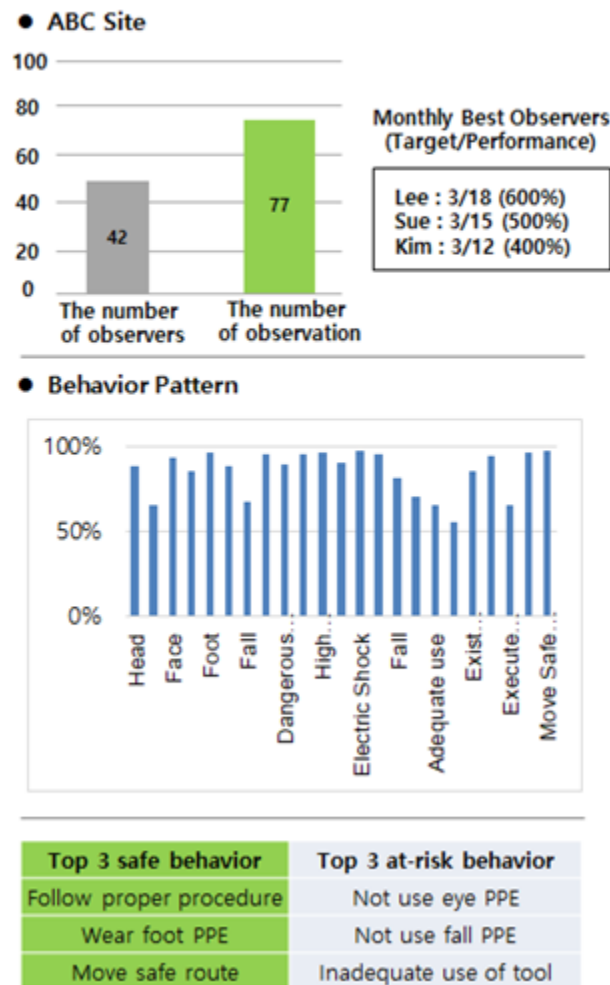 ● ABC Site
100
80
60
40
20
0
42
77
The number
of observers
The number
of observation
Monthly Best Observers
(Target/Performance)
Lee : 3/18 (600%)
Sue : 3/15 (500%)
Kim : 3/12 (400%)
● Behavior Pattern
100%
50%
0%
Head
Face
Foot
Fall
Dangerous…
High…
Electric Shock
Fall
Adequate use
Exist…
Execute…
Move Safe…
Top 3 safe behavior
Top 3 at-risk behavior
Follow proper procedure
Not use eye PPE
Wear foot PPE
Not use fall PPE
Move safe route
Inadequate use of tool